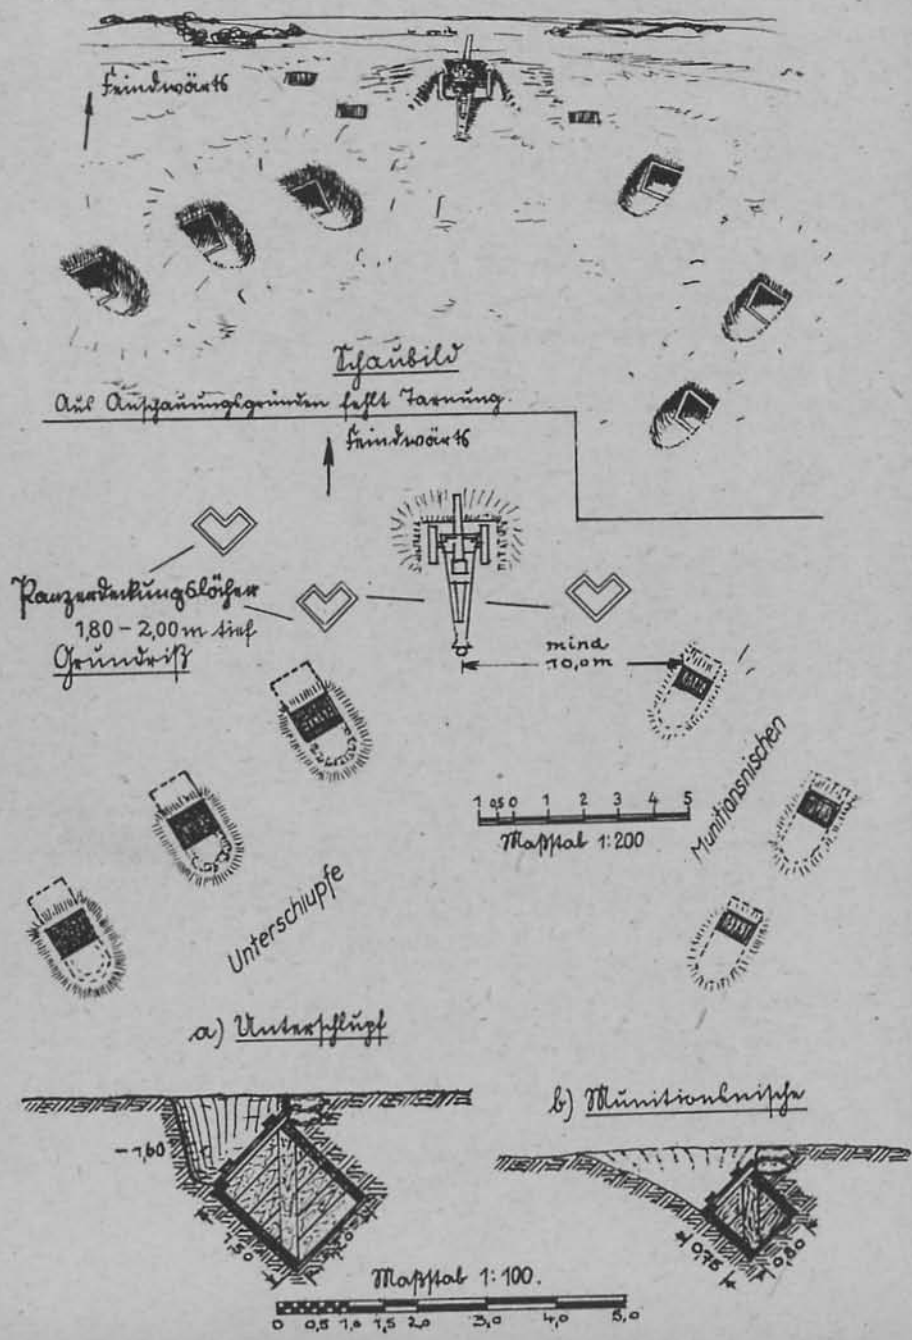 Feindwärts
Schaubild
Aus Anschauungsgründen fehlt Tarnung.
Feindwärts
Panzerdeckungslöcher
1,80 – 2,00 m tief
Grundriß
mind
10,0m
Munitionsnischen
1 0,5 0 1 2 3 4 5
Maßstab 1:200
Unterschlupfe
a) Unterschlupf
b) Munitionsnische
-1,60
1,50
0,75
0,80
Maßstab 1:100.
0 0,5 1,0 1,5 2,0 3,0 4,0 5,0